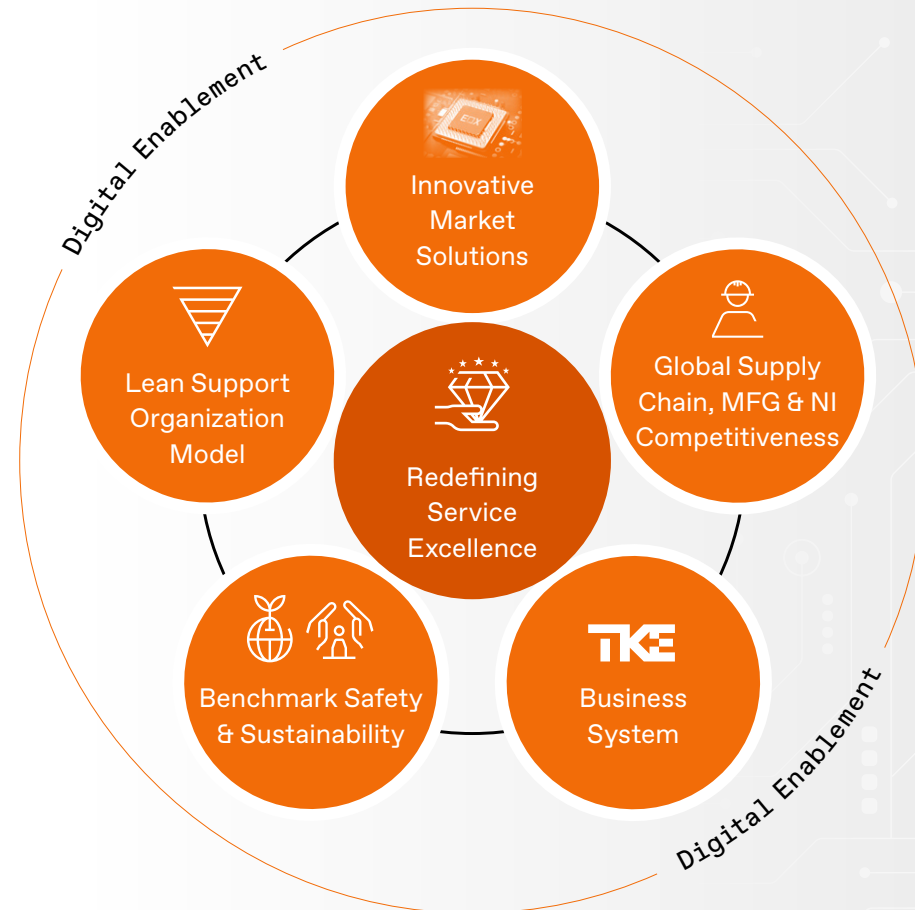 Digital Enablement
EOX
Innovative
Market
Solutions
Lean Support
Organization
Model
Global Supply
Chain, MFG & NI
Competitiveness
Redefining
Service
Excellence
Benchmark Safety
& Sustainability
TKE
Business
System
Digital Enablement